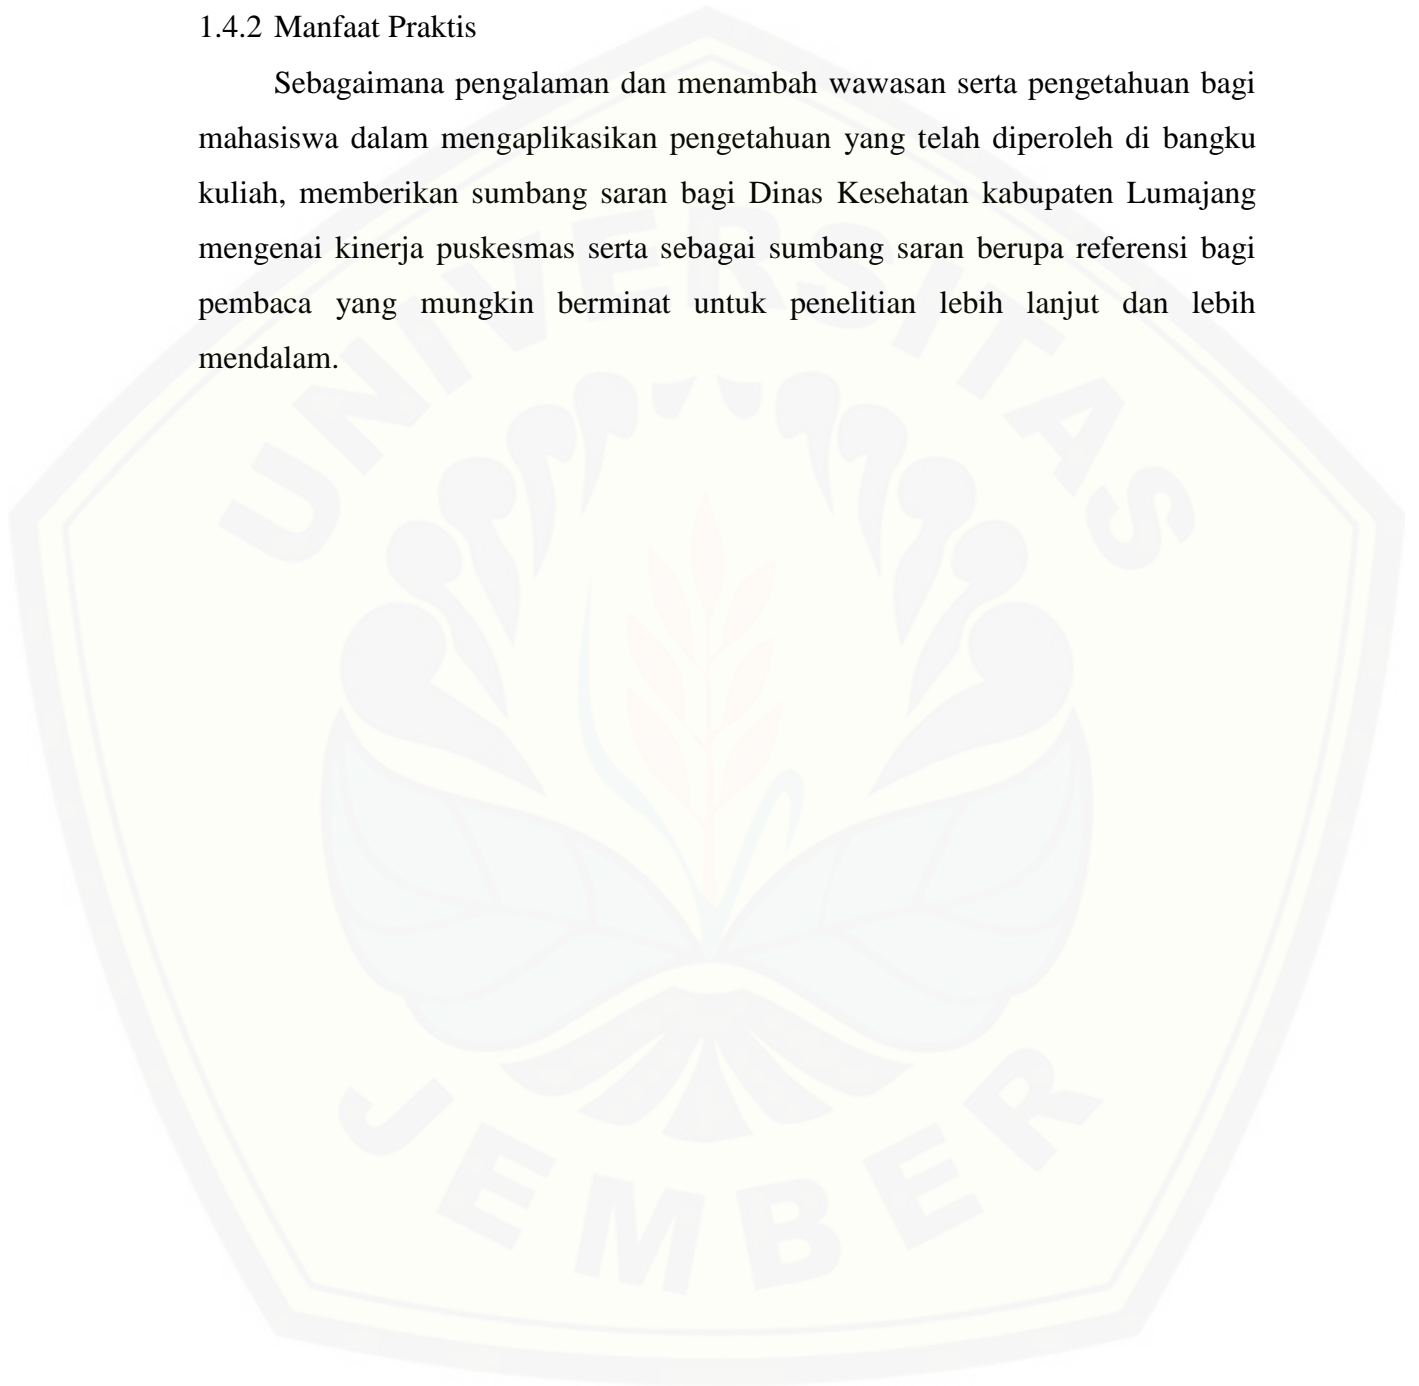 1.4.2 Manfaat Praktis
Sebagaimana pengalaman dan menambah wawasan serta pengetahuan bagi
mahasiswa dalam mengaplikasikan pengetahuan yang telah diperoleh di bangku
kuliah, memberikan sumbang saran bagi Dinas Kesehatan kabupaten Lumajang
mengenai kinerja puskesmas serta sebagai sumbang saran berupa referensi bagi
pembaca yang mungkin berminat untuk penelitian lebih lanjut dan lebih
mendalam.
UNIVERSITAS
JEMBER